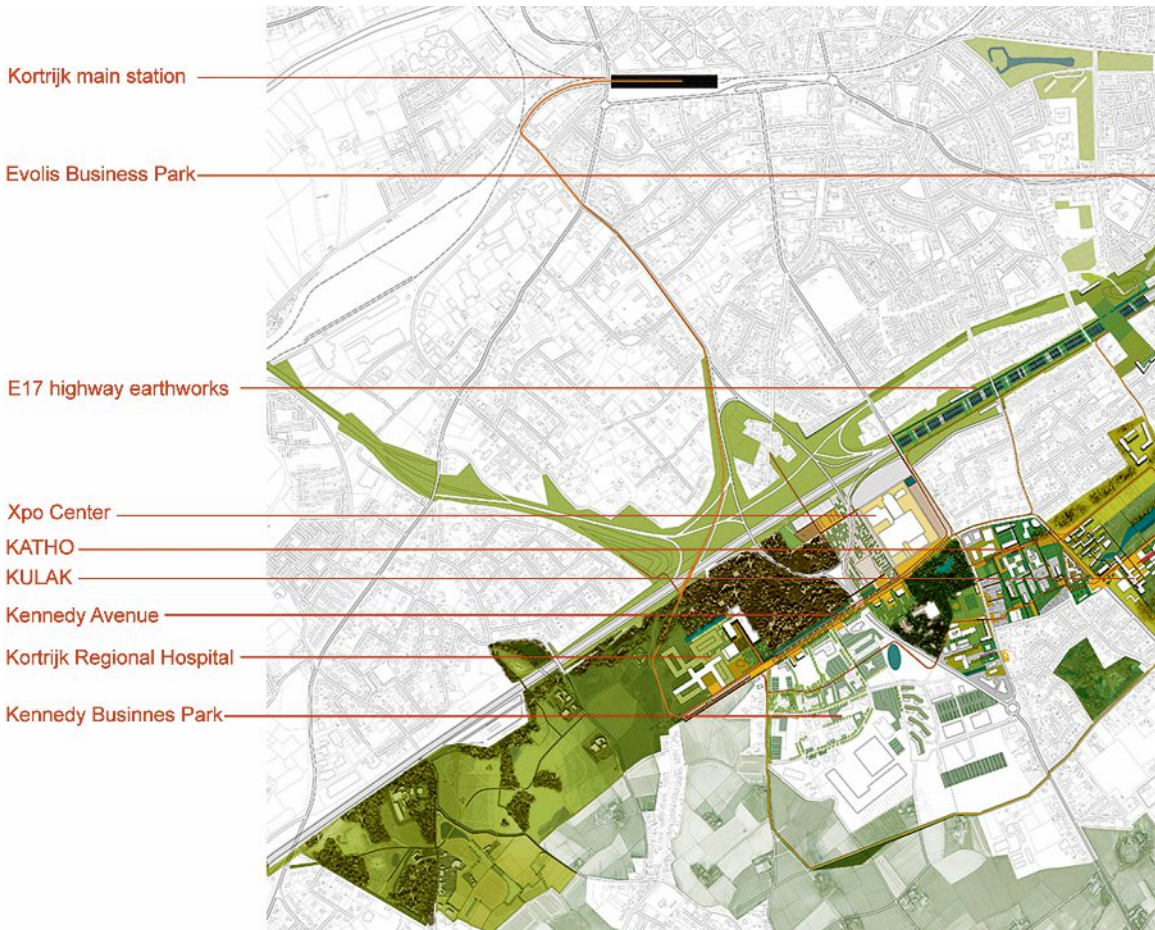 Kortrijk main station
Evolis Business Park
E17 highway earthworks
Xpo Center
KATHO
KULAK
Kennedy Avenue
Kortrijk Regional Hospital
Kennedy Businnes Park